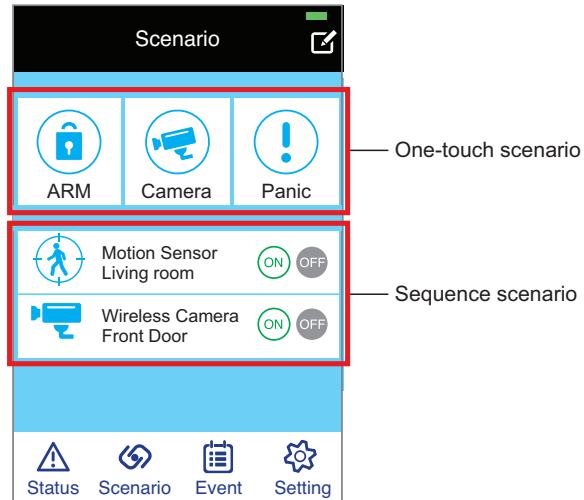 Scenario
ARM
Camera
Panic
One-touch scenario
Motion Sensor
Living room
ON
OFF
Wireless Camera
Front Door
ON
OFF
Sequence scenario
Status
Scenario
Event
Setting